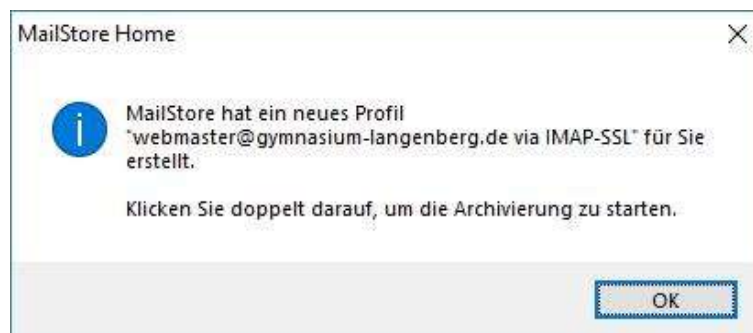 MailStore Home
MailStore hat ein neues Profil
"webmaster@gymnasium-langenberg.de via IMAP-SSL" für Sie
erstellt.
Klicken Sie doppelt darauf, um die Archivierung zu starten.
OK